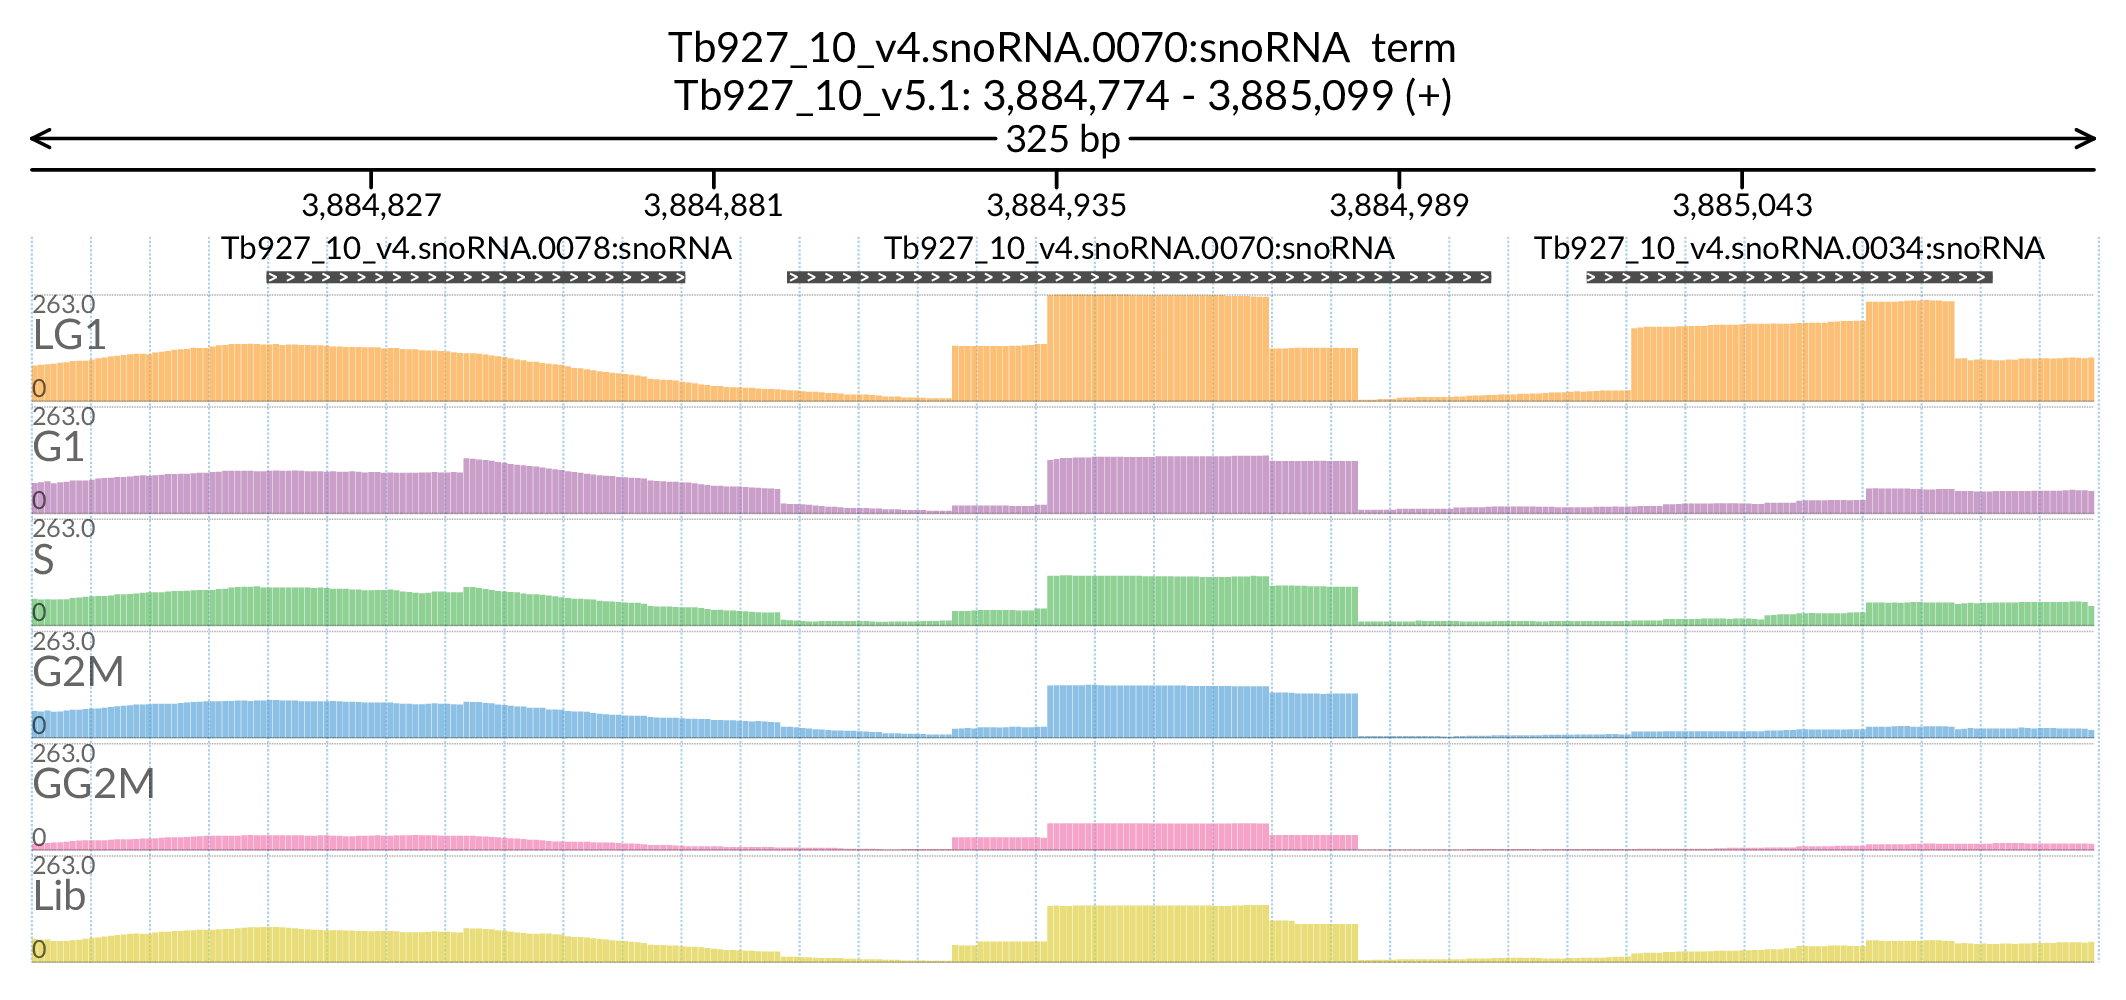 Tb927_10_v4.snoRNA.0070:snoRNA term
Tb927_10_v5.1: 3,884,774 - 3,885,099 (+)
325 bp
3,884,827 3,884,881 3,884,935 3,884,989 3,885,043
Tb927_10_v4.snoRNA.0078:snoRNA Tb927_10_v4.snoRNA.0070:snoRNA Tb927_10_v4.snoRNA.0034:snoRNA
263.0
LG1
0
263.0
G1
0
263.0
S
0
263.0
G2M
0
263.0
GG2M
0
263.0
Lib
0